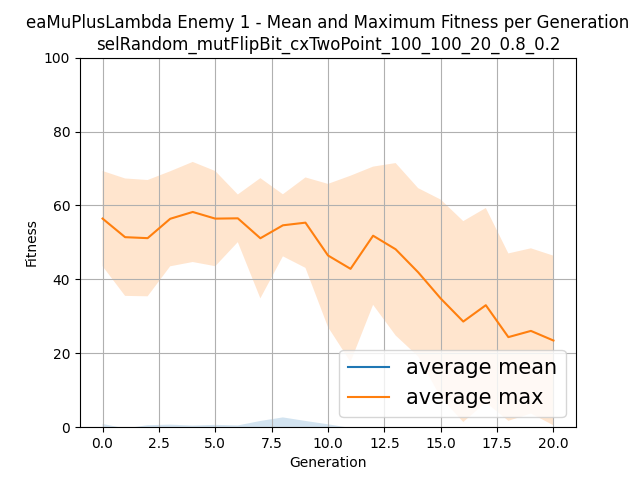 eaMuPlusLambda Enemy 1 - Mean and Maximum Fitness per Generation
selRandom_mutFlipBit_cxTwoPoint_100_100_20_0.8_0.2
100
80
60
40
20
0
Fitness
average mean
average max
0.0 2.5 5.0 7.5 10.0 12.5 15.0 17.5 20.0
Generation